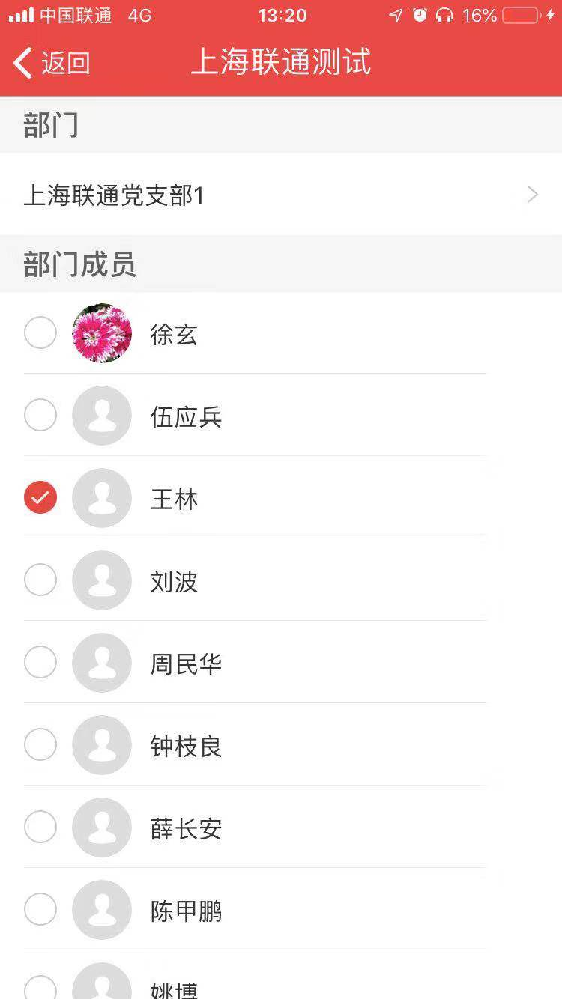 中国联通 4G 13:20 16%
返回 上海联通测试
部门
上海联通党支部1
部门成员
徐玄
伍应兵
王林
刘波
周民华
钟枝良
薛长安
陈甲鹏
姚博